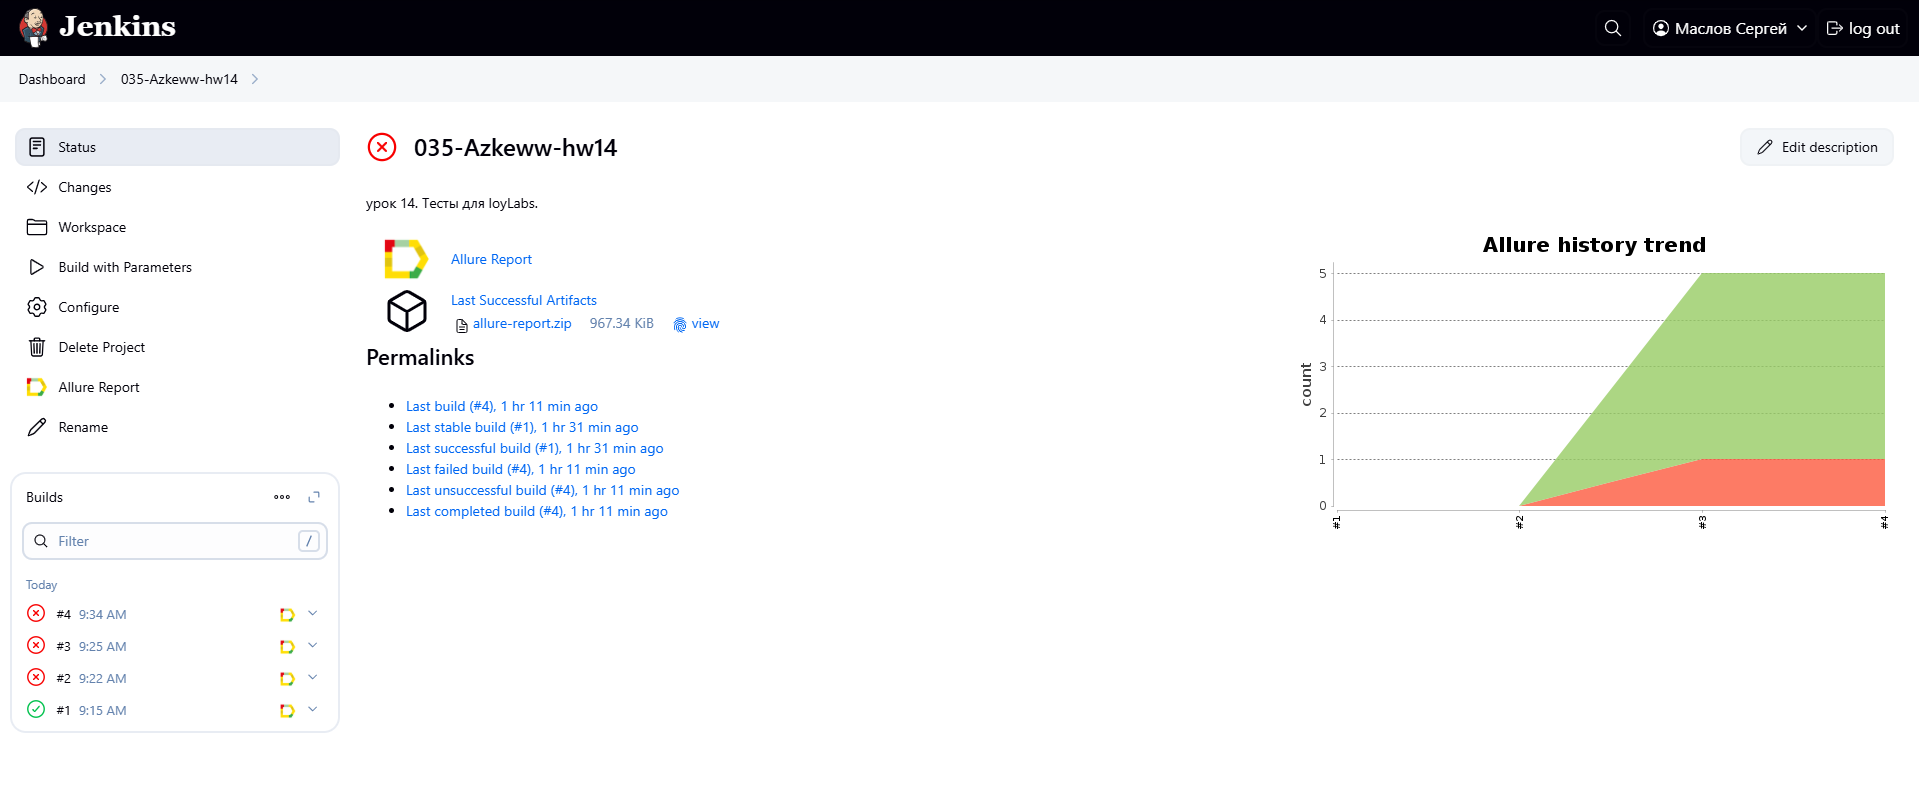 Jenkins
Маслов Сергей
log out
Dashboard
035-Azkeww-hw14
Status
Changes
Workspace
Build with Parameters
Configure
Delete Project
Allure Report
Rename
Builds
Filter
/
Today
#4 9:34 AM
#3 9:25 AM
#2 9:22 AM
#1 9:15 AM
035-Azkeww-hw14
Edit description
урок 14. Тесты для loyLabs.
Allure Report
Last Successful Artifacts
allure-report.zip 967.34 KiB view
Permalinks
Last build (#4), 1 hr 11 min ago
Last stable build (#1), 1 hr 31 min ago
Last successful build (#1), 1 hr 31 min ago
Last failed build (#4), 1 hr 11 min ago
Last unsuccessful build (#4), 1 hr 11 min ago
Last completed build (#4), 1 hr 11 min ago
Allure history trend
count
5
4
3
2
1
0
#1
#2
#3
#4